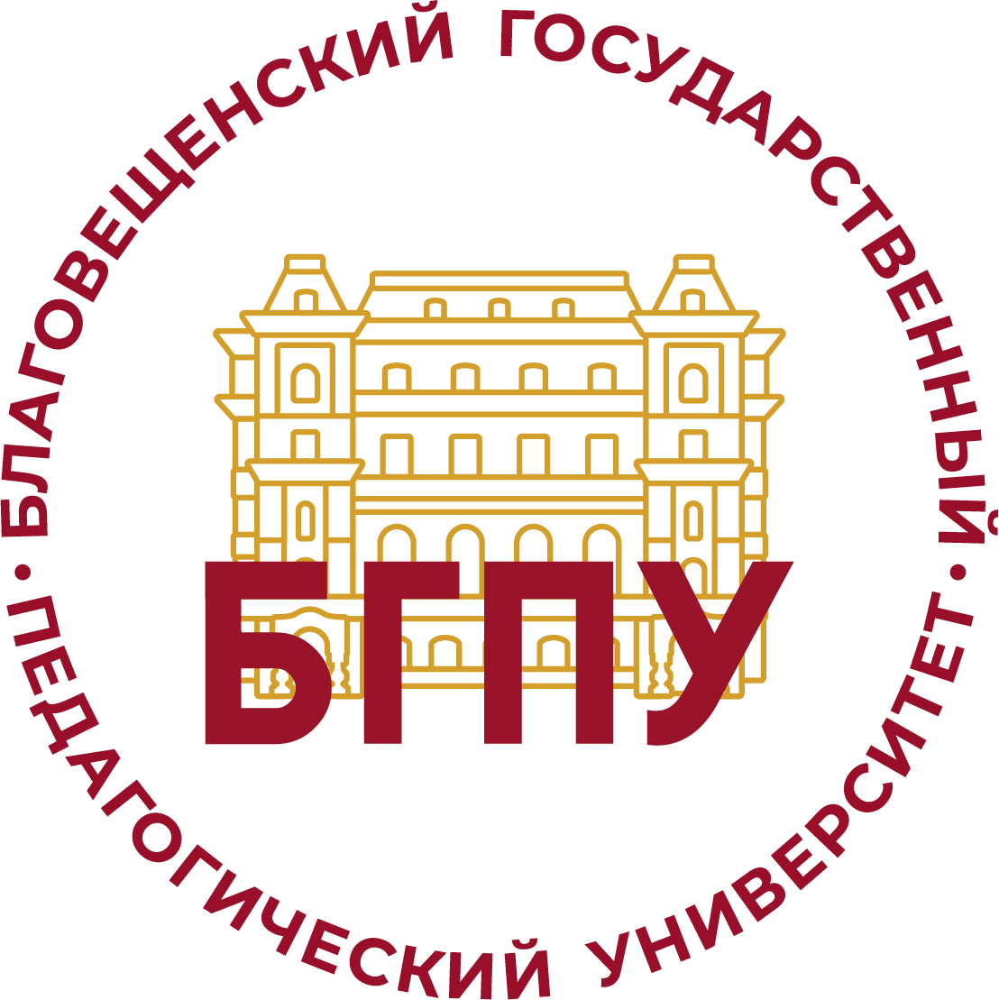 БЛАГОВЕЩЕНСКИЙ ГОСУДАРСТВЕННЫЙ
• ПЕДАГОГИЧЕСКИЙ УНИВЕРСИТЕТ •
БГПУ